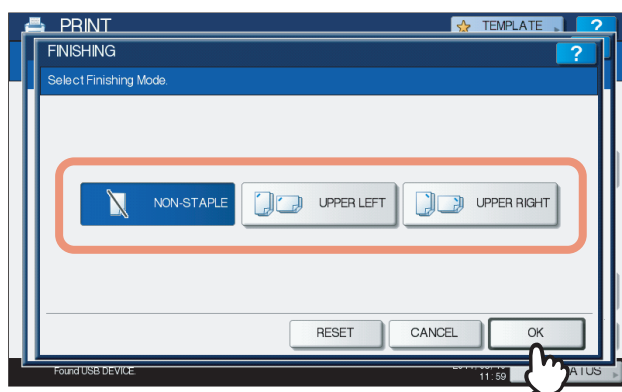 PRINT
TEMPLATE
?
FINISHING
?
Select Finishing Mode.
NON-STAPLE
UPPER LEFT
UPPER RIGHT
RESET
CANCEL
OK
Found USB DEVICE.
11:59